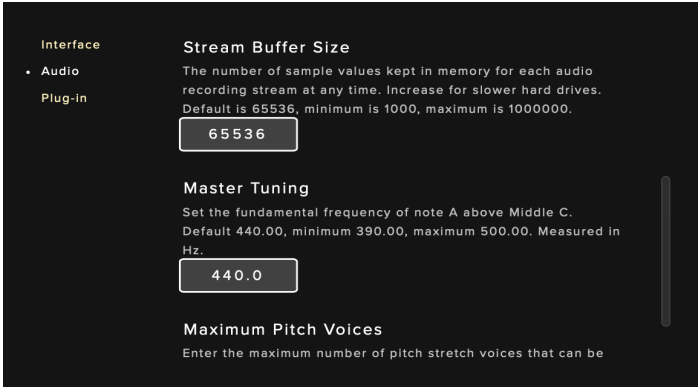 Interface
Audio
Plug-in
Stream Buffer Size
The number of sample values kept in memory for each audio
recording stream at any time. Increase for slower hard drives.
Default is 65536, minimum is 1000, maximum is 1000000.
65536
Master Tuning
Set the fundamental frequency of note A above Middle C.
Default 440.00, minimum 390.00, maximum 500.00. Measured in
Hz.
440.0
Maximum Pitch Voices
Enter the maximum number of pitch stretch voices that can be